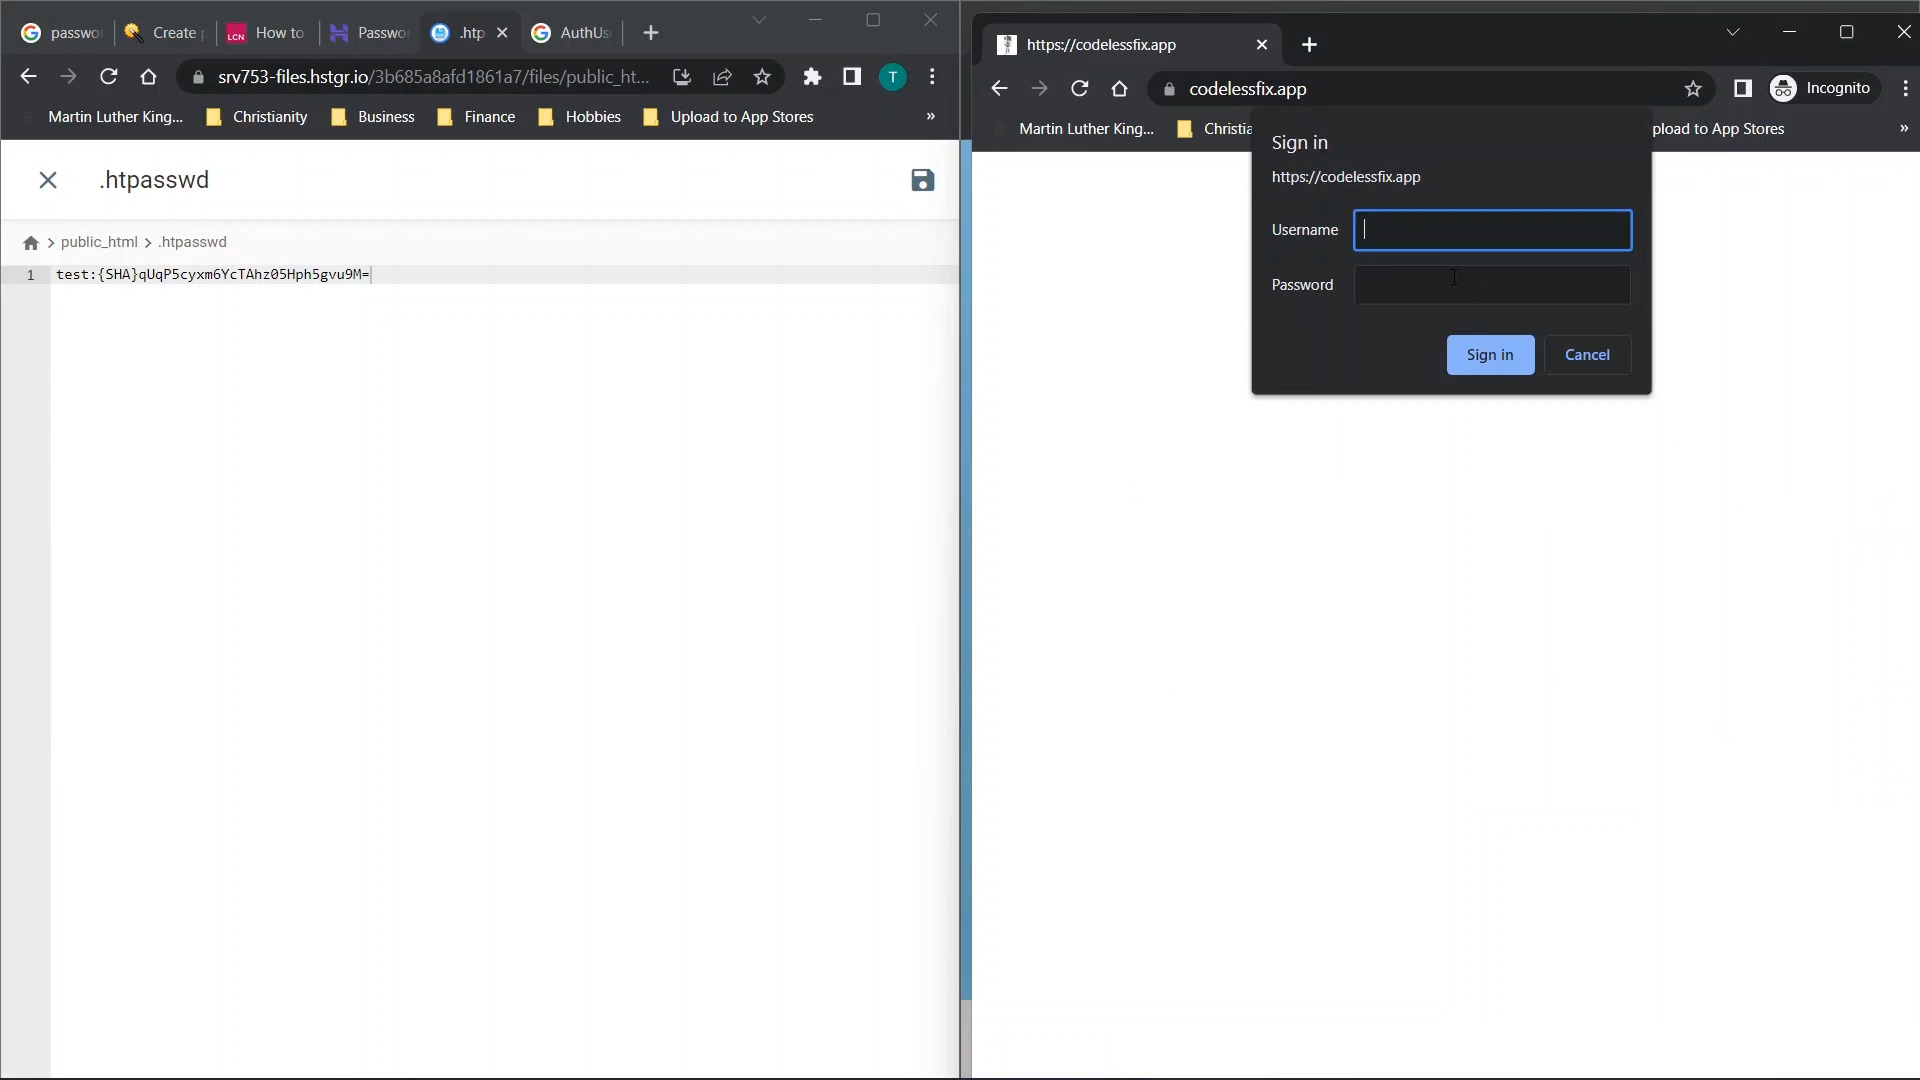 passwo
Create p
LCN
How to
Passwo
.htp
AuthUs
srv753-files.hstgr.io/3b685a8afd1861a7/files/public_ht...
T
Martin Luther King...
Christianity
Business
Finance
Hobbies
Upload to App Stores
»
.htpasswd
public_html > .htpasswd
1 test:{SHA}qUqP5cyxm6YcTAhz05Hph5gvu9M=
https://codelessfix.app
codelessfix.app
Incognito
Martin Luther King...
Christia
pload to App Stores
»
Sign in
https://codelessfix.app
Username
Password
Sign in
Cancel